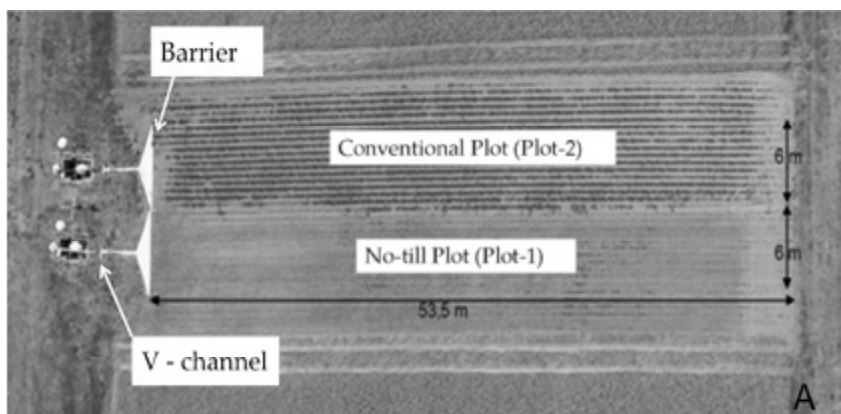 Barrier
Conventional Plot (Plot-2)
6 m
No-till Plot (Plot-1)
6 m
53,5 m
V - channel
A